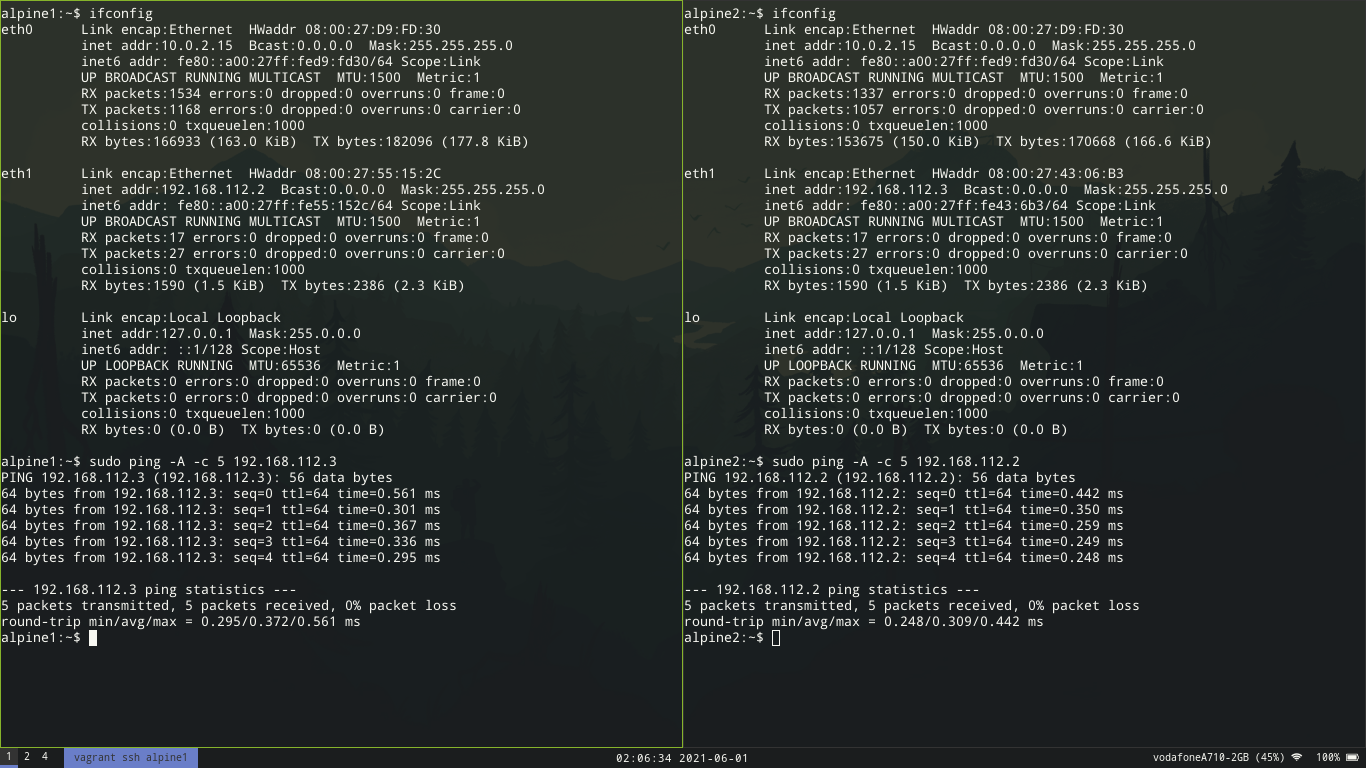 alpine1:~$ ifconfig
eth0      Link encap:Ethernet  HWaddr 08:00:27:D9:FD:30
          inet addr:10.0.2.15  Bcast:0.0.0.0  Mask:255.255.255.0
          inet6 addr: fe80::a00:27ff:fed9:fd30/64 Scope:Link
          UP BROADCAST RUNNING MULTICAST  MTU:1500  Metric:1
          RX packets:1534 errors:0 dropped:0 overruns:0 frame:0
          TX packets:1168 errors:0 dropped:0 overruns:0 carrier:0
          collisions:0 txqueuelen:1000
          RX bytes:166933 (163.0 KiB)  TX bytes:182096 (177.8 KiB)

eth1      Link encap:Ethernet  HWaddr 08:00:27:55:15:2C
          inet addr:192.168.112.2  Bcast:0.0.0.0  Mask:255.255.255.0
          inet6 addr: fe80::a00:27ff:fe55:152c/64 Scope:Link
          UP BROADCAST RUNNING MULTICAST  MTU:1500  Metric:1
          RX packets:17 errors:0 dropped:0 overruns:0 frame:0
          TX packets:27 errors:0 dropped:0 overruns:0 carrier:0
          collisions:0 txqueuelen:1000
          RX bytes:1590 (1.5 KiB)  TX bytes:2386 (2.3 KiB)

lo        Link encap:Local Loopback
          inet addr:127.0.0.1  Mask:255.0.0.0
          inet6 addr: ::1/128 Scope:Host
          UP LOOPBACK RUNNING  MTU:65536  Metric:1
          RX packets:0 errors:0 dropped:0 overruns:0 frame:0
          TX packets:0 errors:0 dropped:0 overruns:0 carrier:0
          collisions:0 txqueuelen:1000
          RX bytes:0 (0.0 B)  TX bytes:0 (0.0 B)

alpine1:~$ sudo ping -A -c 5 192.168.112.3
PING 192.168.112.3 (192.168.112.3): 56 data bytes
64 bytes from 192.168.112.3: seq=0 ttl=64 time=0.561 ms
64 bytes from 192.168.112.3: seq=1 ttl=64 time=0.301 ms
64 bytes from 192.168.112.3: seq=2 ttl=64 time=0.367 ms
64 bytes from 192.168.112.3: seq=3 ttl=64 time=0.336 ms
64 bytes from 192.168.112.3: seq=4 ttl=64 time=0.295 ms

--- 192.168.112.3 ping statistics ---
5 packets transmitted, 5 packets received, 0% packet loss
round-trip min/avg/max = 0.295/0.372/0.561 ms
alpine1:~$
alpine2:~$ ifconfig
eth0      Link encap:Ethernet  HWaddr 08:00:27:D9:FD:30
          inet addr:10.0.2.15  Bcast:0.0.0.0  Mask:255.255.255.0
          inet6 addr: fe80::a00:27ff:fed9:fd30/64 Scope:Link
          UP BROADCAST RUNNING MULTICAST  MTU:1500  Metric:1
          RX packets:1337 errors:0 dropped:0 overruns:0 frame:0
          TX packets:1057 errors:0 dropped:0 overruns:0 carrier:0
          collisions:0 txqueuelen:1000
          RX bytes:153675 (150.0 KiB)  TX bytes:170668 (166.6 KiB)

eth1      Link encap:Ethernet  HWaddr 08:00:27:43:06:B3
          inet addr:192.168.112.3  Bcast:0.0.0.0  Mask:255.255.255.0
          inet6 addr: fe80::a00:27ff:fe43:6b3/64 Scope:Link
          UP BROADCAST RUNNING MULTICAST  MTU:1500  Metric:1
          RX packets:17 errors:0 dropped:0 overruns:0 frame:0
          TX packets:27 errors:0 dropped:0 overruns:0 carrier:0
          collisions:0 txqueuelen:1000
          RX bytes:1590 (1.5 KiB)  TX bytes:2386 (2.3 KiB)

lo        Link encap:Local Loopback
          inet addr:127.0.0.1  Mask:255.0.0.0
          inet6 addr: ::1/128 Scope:Host
          UP LOOPBACK RUNNING  MTU:65536  Metric:1
          RX packets:0 errors:0 dropped:0 overruns:0 frame:0
          TX packets:0 errors:0 dropped:0 overruns:0 carrier:0
          collisions:0 txqueuelen:1000
          RX bytes:0 (0.0 B)  TX bytes:0 (0.0 B)

alpine2:~$ sudo ping -A -c 5 192.168.112.2
PING 192.168.112.2 (192.168.112.2): 56 data bytes
64 bytes from 192.168.112.2: seq=0 ttl=64 time=0.442 ms
64 bytes from 192.168.112.2: seq=1 ttl=64 time=0.350 ms
64 bytes from 192.168.112.2: seq=2 ttl=64 time=0.259 ms
64 bytes from 192.168.112.2: seq=3 ttl=64 time=0.249 ms
64 bytes from 192.168.112.2: seq=4 ttl=64 time=0.248 ms

--- 192.168.112.2 ping statistics ---
5 packets transmitted, 5 packets received, 0% packet loss
round-trip min/avg/max = 0.248/0.309/0.442 ms
alpine2:~$
1 2 4 vagrant ssh alpine1 02:06:34 2021-06-01 vodafoneA710-2GB (45%) 100%